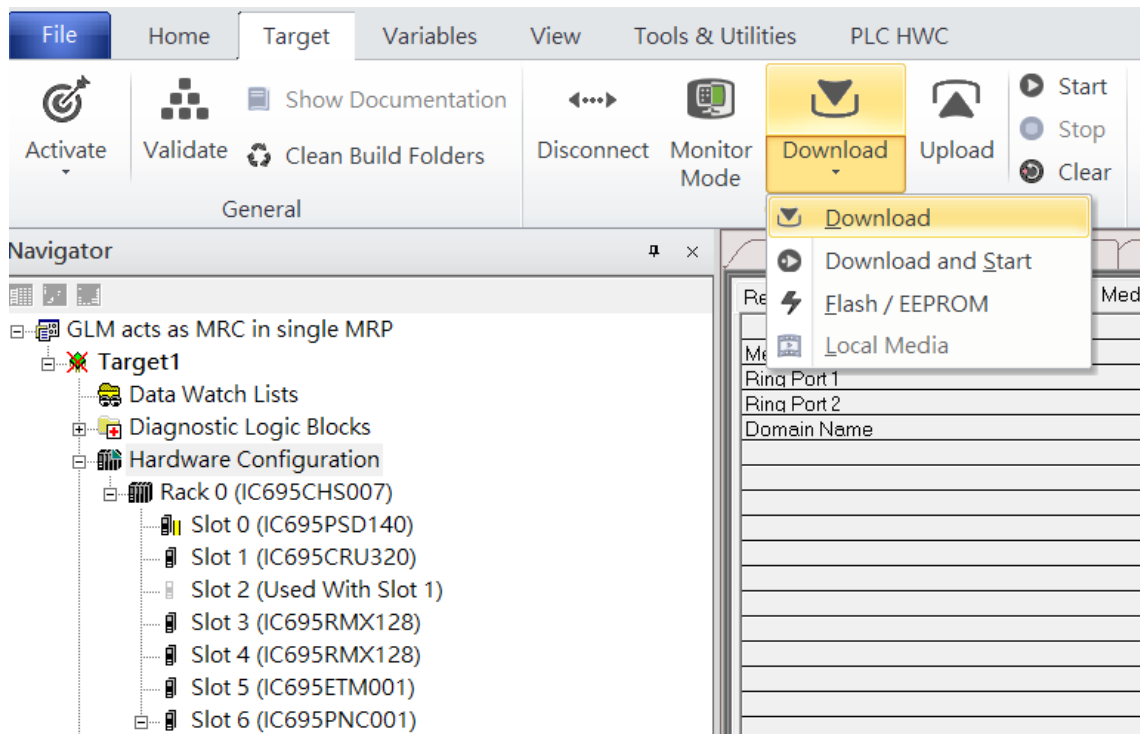 File Home Target Variables View Tools & Utilities PLC HWC
Activate
Validate
Show Documentation
Clean Build Folders
General
Disconnect
Monitor Mode
Download
Upload
Start
Stop
Clear
Download
Download and Start
Flash / EEPROM
Local Media
Navigator
GLM acts as MRC in single MRP
Target1
Data Watch Lists
Diagnostic Logic Blocks
Hardware Configuration
Rack 0 (IC695CHS007)
Slot 0 (IC695PSD140)
Slot 1 (IC695CRU320)
Slot 2 (Used With Slot 1)
Slot 3 (IC695RMX128)
Slot 4 (IC695RMX128)
Slot 5 (IC695ETM001)
Slot 6 (IC695PNC001)
Ring Port 1
Ring Port 2
Domain Name